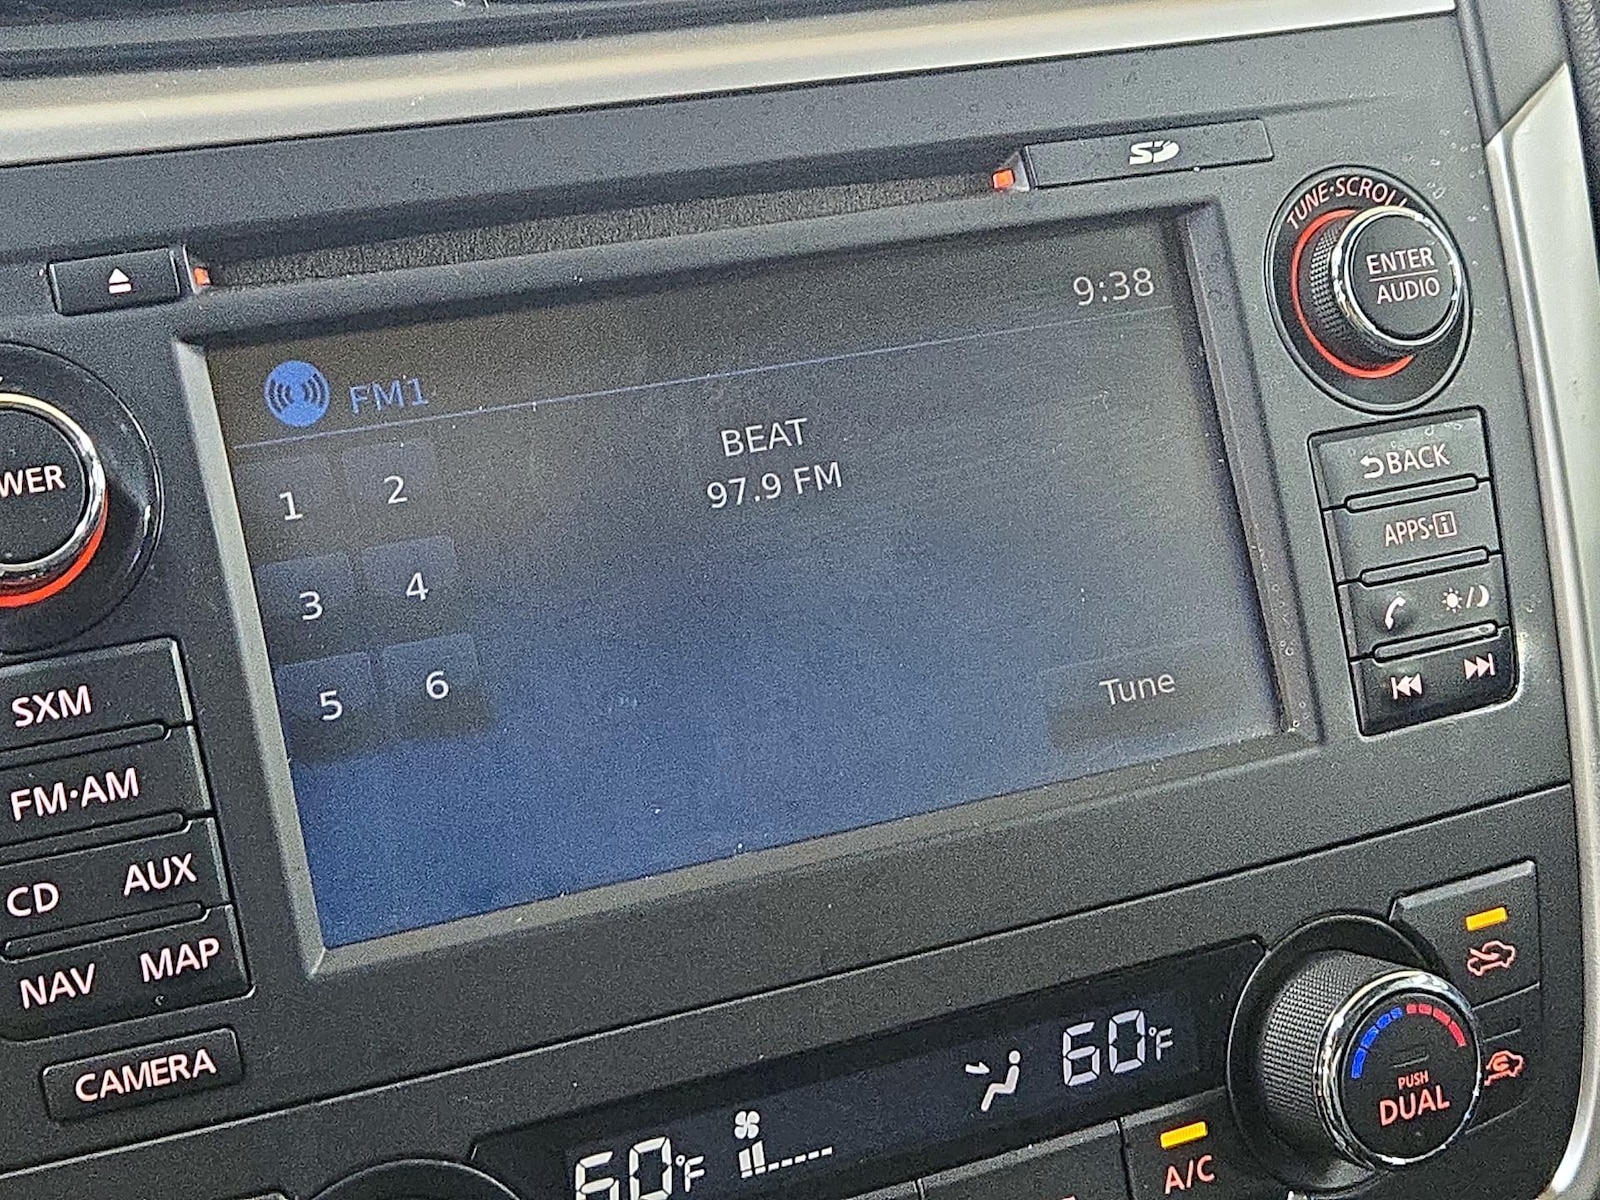 SD
TUNE·SCROLL
ENTER
AUDIO
9:38
FM1
BEAT
97.9 FM
1 2
3 4
5 6
Tune
WER
BACK
APPS·i
SXM
FM·AM
CD AUX
NAV MAP
CAMERA
60°F
60°F
PUSH
DUAL
A/C